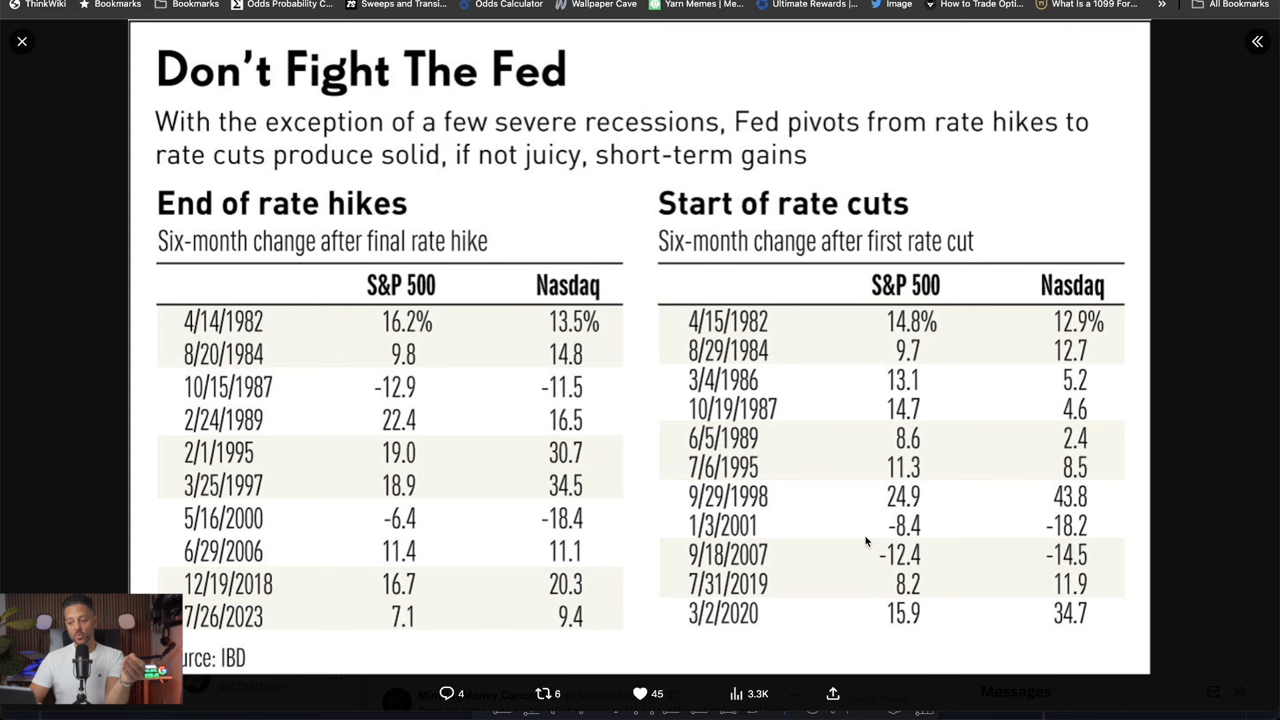 ThinkWiki Bookmarks Bookmarks Odds Probability C... Sweeps and Transi... Odds Calculator Wallpaper Cave Yarn Memes | Me... Ultimate Rewards |... Image How to Trade Opti... What Is a 1099 For... » All Bookmarks
Don't Fight The Fed
With the exception of a few severe recessions, Fed pivots from rate hikes to
rate cuts produce solid, if not juicy, short-term gains
End of rate hikes
Six-month change after final rate hike
S&P 500 Nasdaq
4/14/1982 16.2% 13.5%
8/20/1984 9.8 14.8
10/15/1987 -12.9 -11.5
2/24/1989 22.4 16.5
2/1/1995 19.0 30.7
3/25/1997 18.9 34.5
5/16/2000 -6.4 -18.4
6/29/2006 11.4 11.1
12/19/2018 16.7 20.3
7/26/2023 7.1 9.4
urce: IBD
Start of rate cuts
Six-month change after first rate cut
S&P 500 Nasdaq
4/15/1982 14.8% 12.9%
8/29/1984 9.7 12.7
3/4/1986 13.1 5.2
10/19/1987 14.7 4.6
6/5/1989 8.6 2.4
7/6/1995 11.3 8.5
9/29/1998 24.9 43.8
1/3/2001 -8.4 -18.2
9/18/2007 -12.4 -14.5
7/31/2019 8.2 11.9
3/2/2020 15.9 34.7
4 6 45 3.3K
Messages